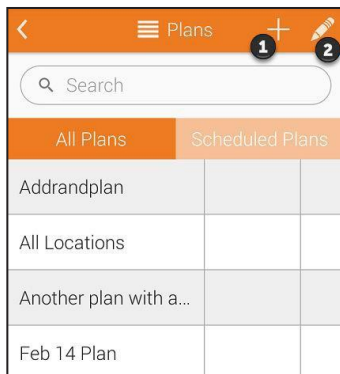 Plans
1
2
Search
All Plans Scheduled Plans
Addrandplan
All Locations
Another plan with a...
Feb 14 Plan